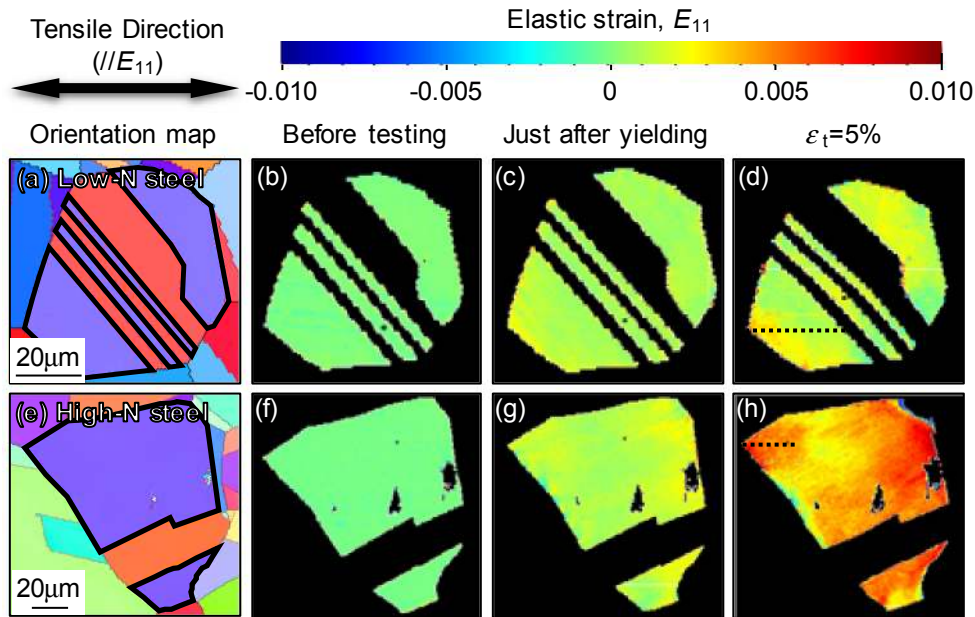 Tensile Direction
(//E₁₁)
Elastic strain, E₁₁
-0.010 -0.005 0 0.005 0.010
Orientation map Before testing Just after yielding εt=5%
(a) Low-N steel (b) (c) (d)
20μm
(e) High-N steel (f) (g) (h)
20μm